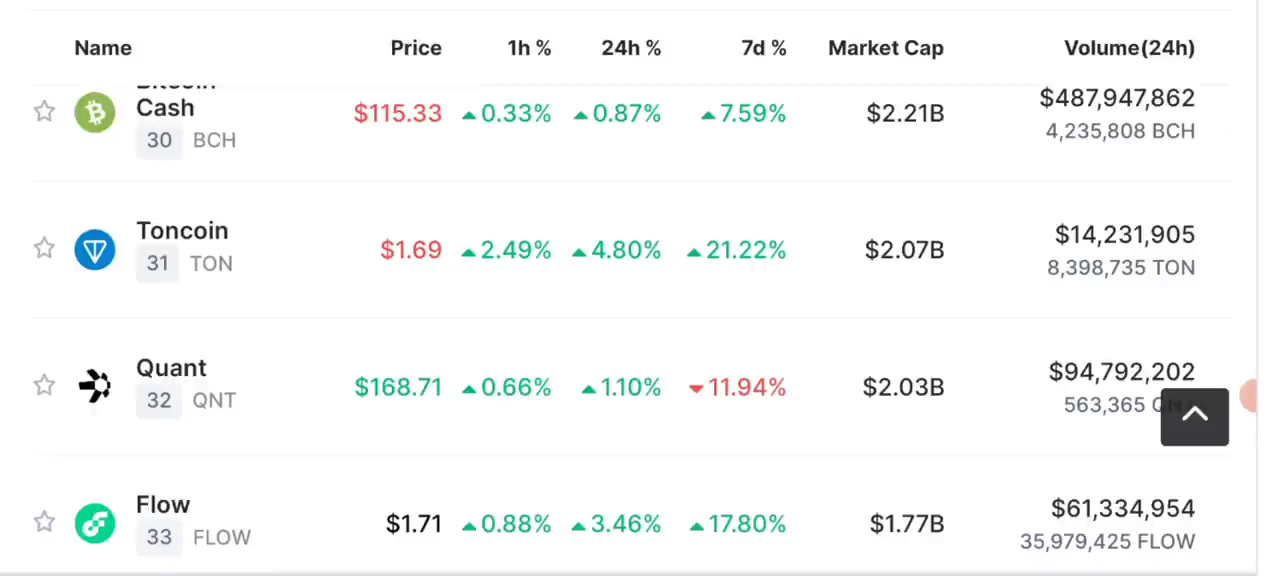 Name Price 1h % 24h % 7d % Market Cap Volume(24h)
Bitcoin
Cash $115.33 0.33% 0.87% 7.59% $2.21B $487,947,862
30 BCH 4,235,808 BCH
Toncoin $1.69 2.49% 4.80% 21.22% $2.07B $14,231,905
31 TON 8,398,735 TON
Quant $168.71 0.66% 1.10% 11.94% $2.03B $94,792,202
32 QNT 563,365 QNT
Flow $1.71 0.88% 3.46% 17.80% $1.77B $61,334,954
33 FLOW 35,979,425 FLOW